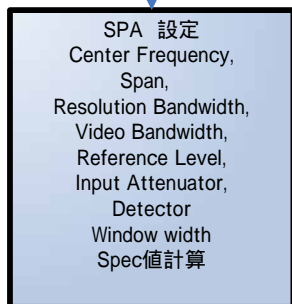 SPA 設定
Center Frequency,
Span,
Resolution Bandwidth,
Video Bandwidth,
Reference Level,
Input Attenuator,
Detector
Window width
Spec値計算